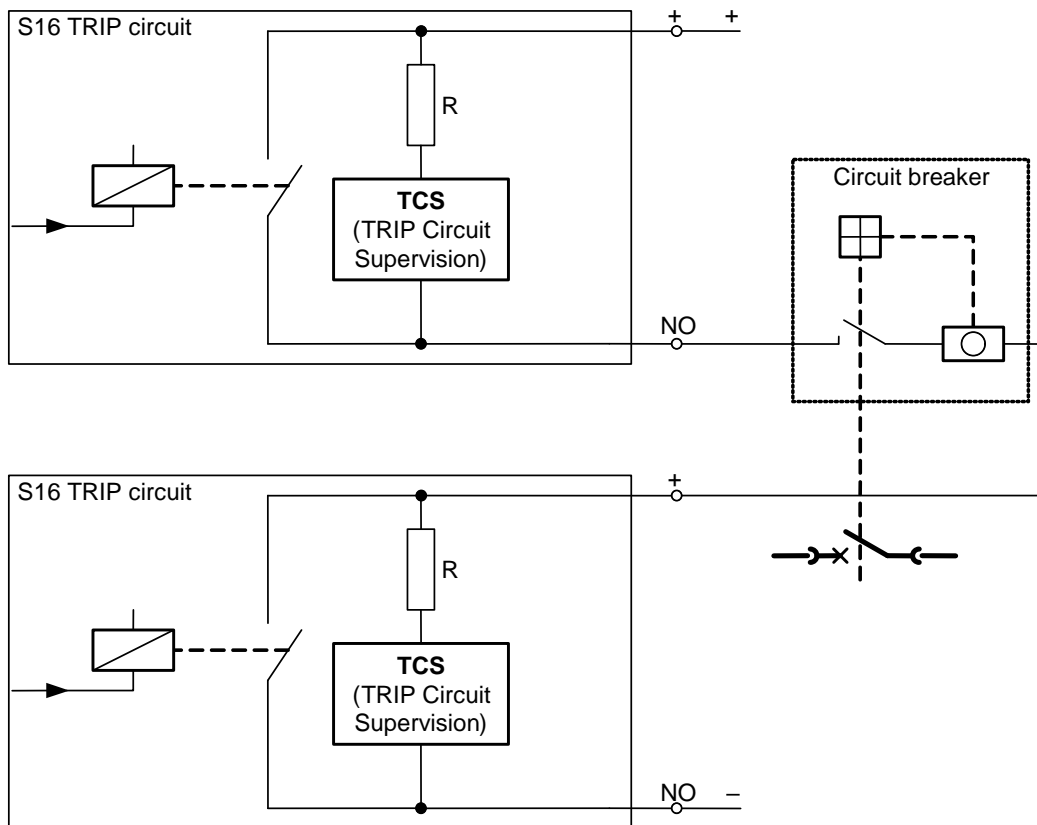 S16 TRIP circuit
+ +
R
TCS
(TRIP Circuit
Supervision)
NO
Circuit breaker
S16 TRIP circuit
+
R
TCS
(TRIP Circuit
Supervision)
NO –